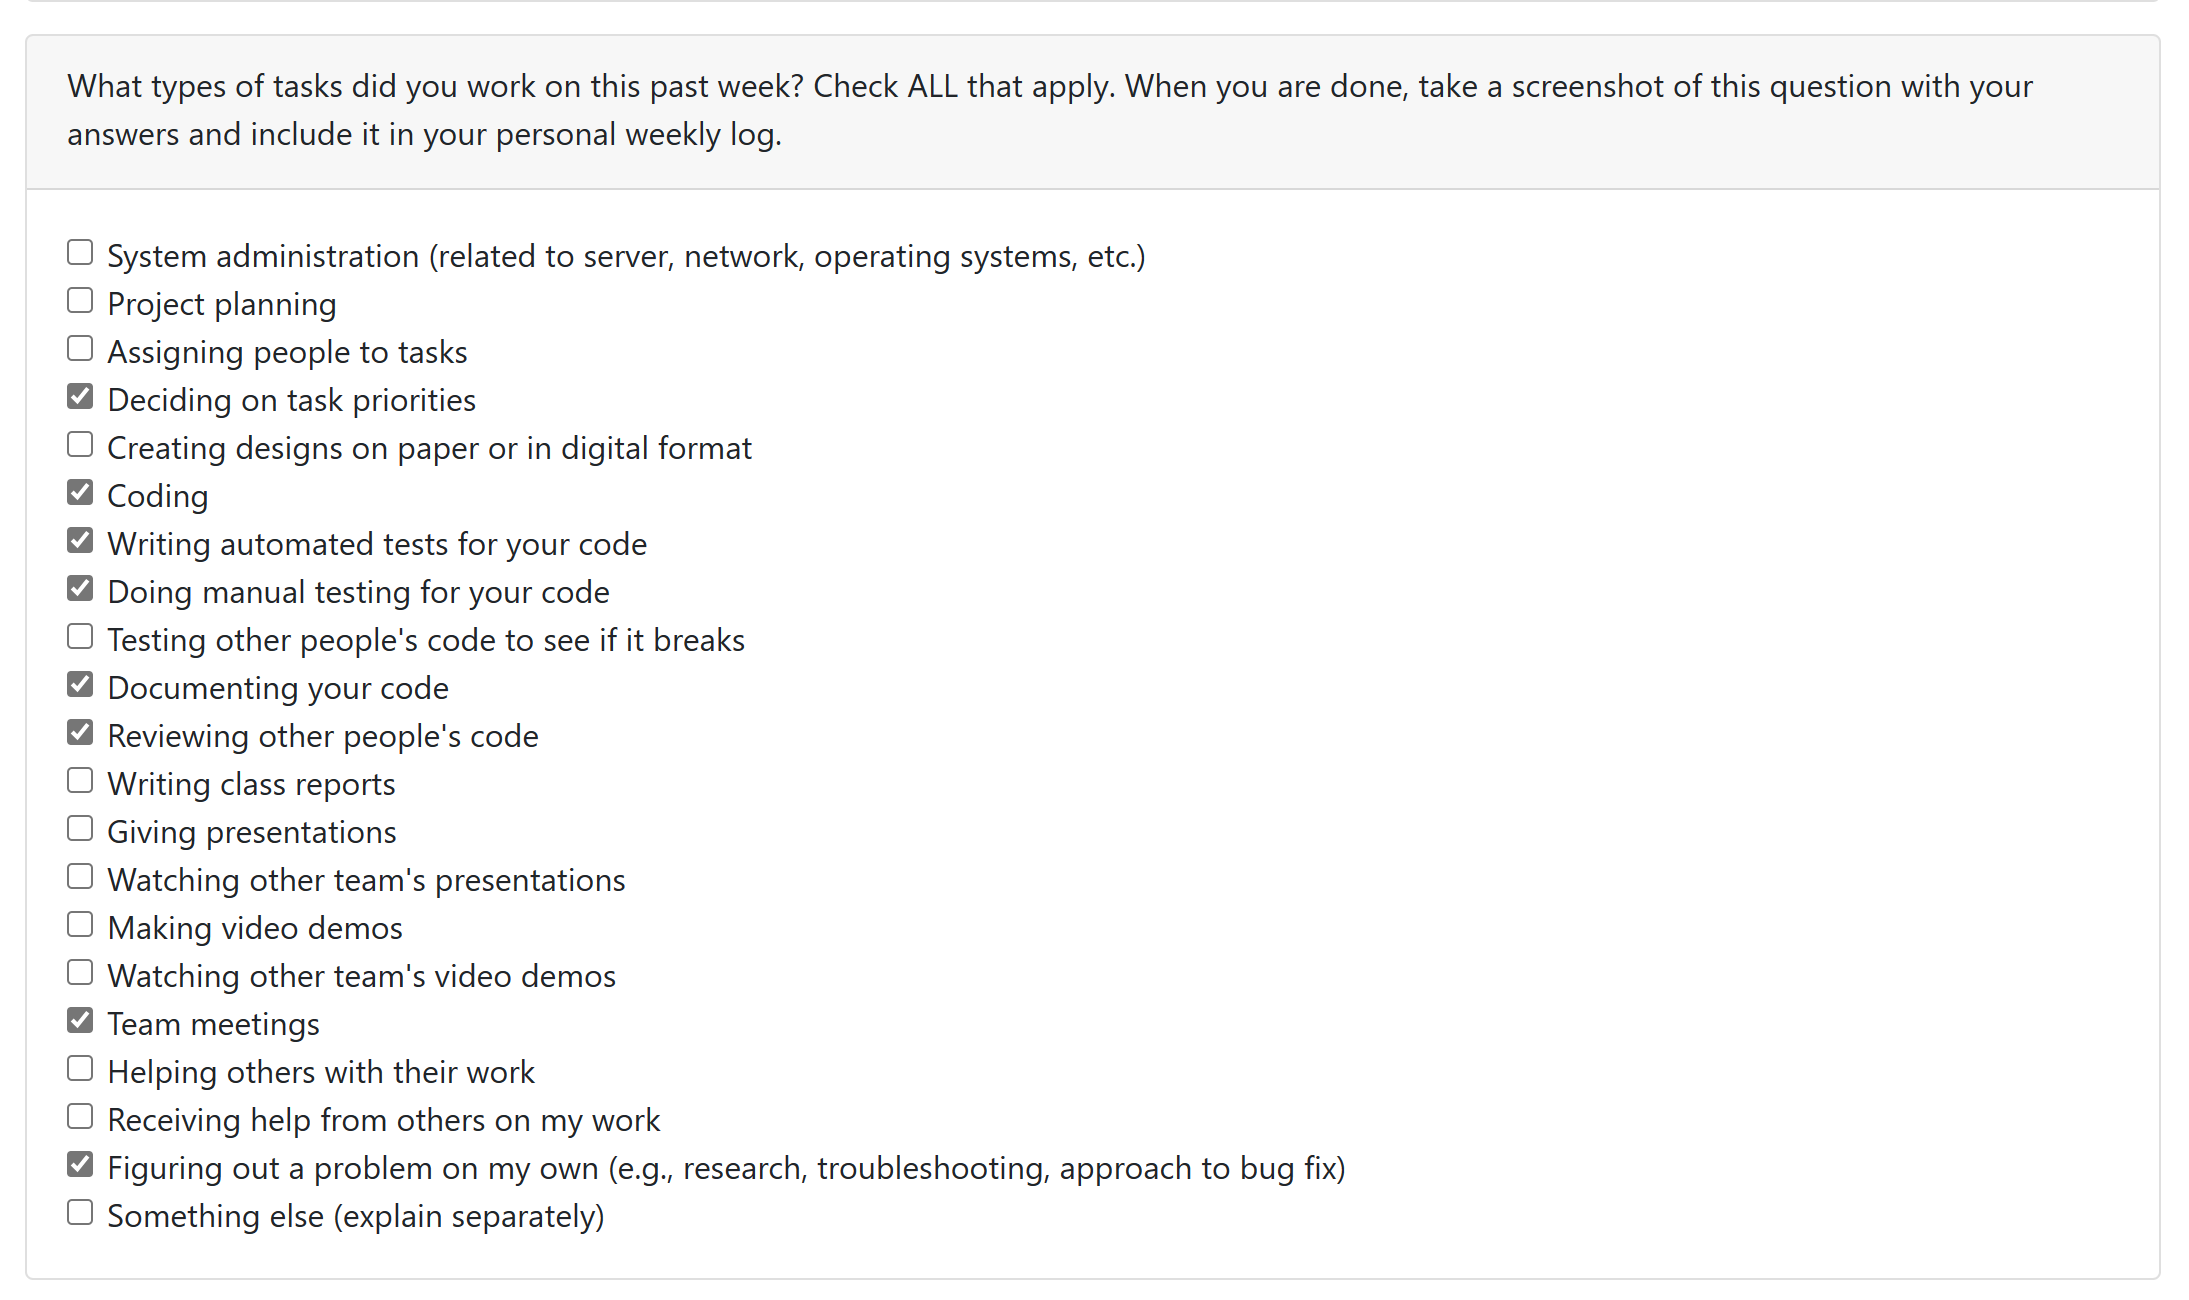 What types of tasks did you work on this past week? Check ALL that apply. When you are done, take a screenshot of this question with your
answers and include it in your personal weekly log.
System administration (related to server, network, operating systems, etc.)
Project planning
Assigning people to tasks
Deciding on task priorities
Creating designs on paper or in digital format
Coding
Writing automated tests for your code
Doing manual testing for your code
Testing other people's code to see if it breaks
Documenting your code
Reviewing other people's code
Writing class reports
Giving presentations
Watching other team's presentations
Making video demos
Watching other team's video demos
Team meetings
Helping others with their work
Receiving help from others on my work
Figuring out a problem on my own (e.g., research, troubleshooting, approach to bug fix)
Something else (explain separately)